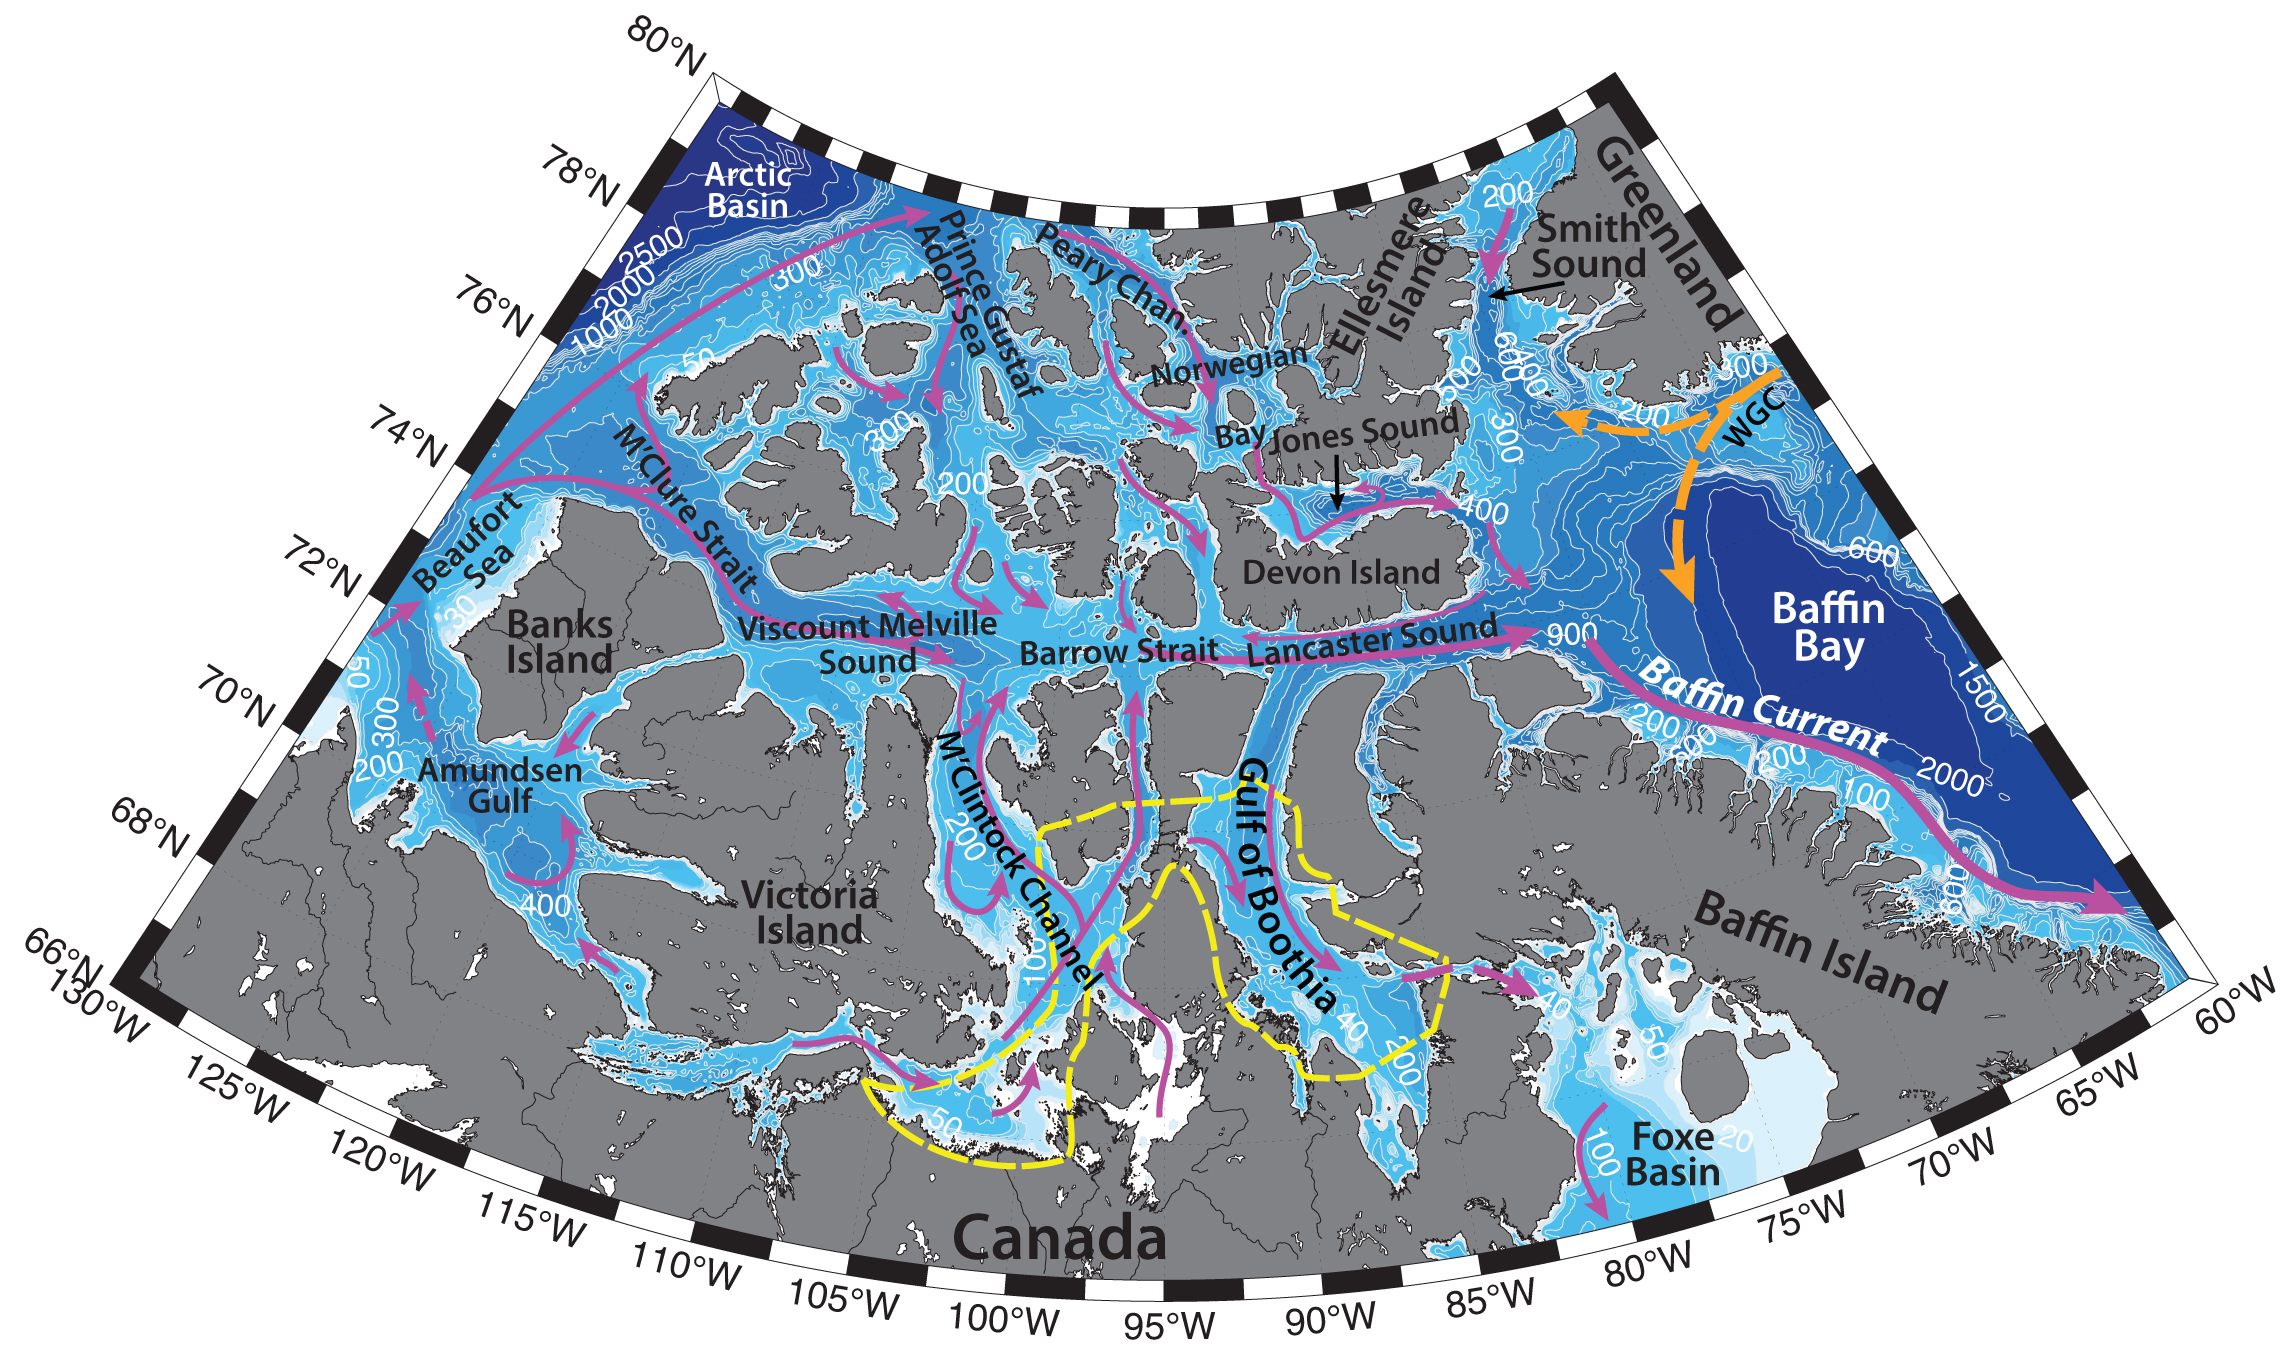 80°N
78°N
76°N
74°N
72°N
70°N
68°N
66°N
130°W
125°W
120°W
115°W
110°W
105°W
100°W
95°W
90°W
85°W
80°W
75°W
70°W
65°W
60°W
Arctic
Basin
2500
2000
1000
300
50
Prince Gustaf
Adolf Sea
Peary Chan.
Norwegian
Bay
Ellesmere
Island
200
Smith
Sound
Greenland
600
400
500
300
300
200
WGC
Jones Sound
400
300
200
M'Clure Strait
Beaufort
Sea
30
Banks
Island
Viscount Melville
Sound
Barrow Strait
Lancaster Sound
Devon Island
900
600
Baffin
Bay
1500
Baffin Current
200
600
200
100
2000
800
50
300
200
Amundsen
Gulf
400
Victoria
Island
M'Clintock Channel
200
100
Gulf of Boothia
40
200
50
40
50
20
100
Foxe
Basin
Baffin Island
Canada